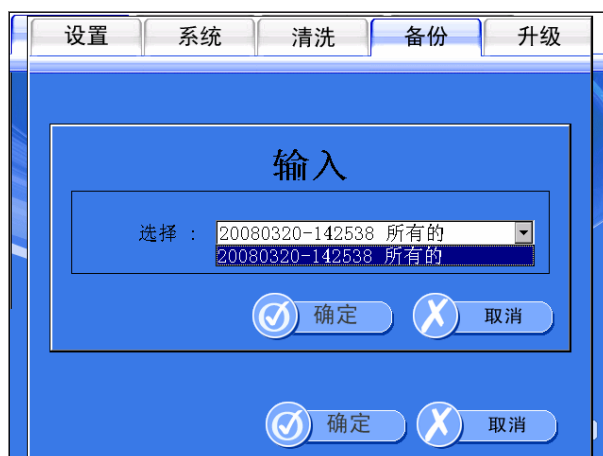 设置 系统 清洗 备份 升级
输入
选择 : 20080320-142538 所有的
20080320-142538 所有的
确定 取消
确定 取消